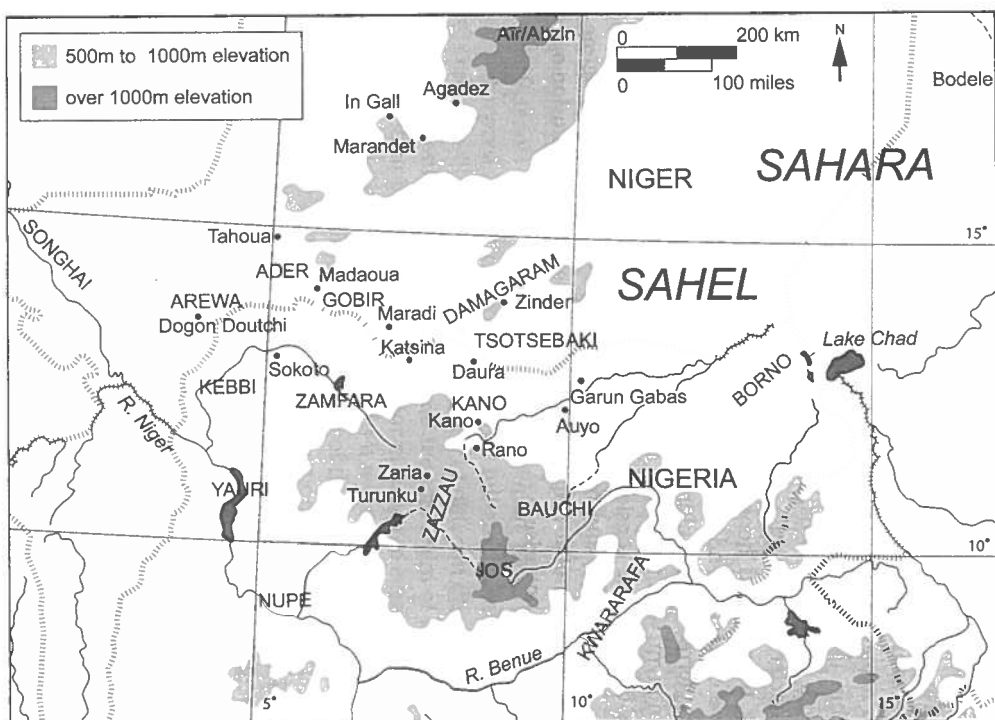 500m to 1000m elevation
over 1000m elevation
Aïr/Abzin
0 200 km
0 100 miles
N
Bodele
Agadez
In Gall
Marandet
NIGER
SAHARA
SONGHAI
15°
Tahoua
ADER
Madaoua
GOBIR
AREWA
Dogon Doutchi
Maradi
DAMAGARAM
Zinder
SAHEL
TSOTSEBAKI
Katsina
Daura
Lake Chad
Sokoto
KEBBI
ZAMFARA
BORNO
Garun Gabas
KANO
Kano
Auyo
R. Niger
Rano
Zaria
Turunku
ZAZZAU
NIGERIA
YAURI
BAUCHI
10°
JOS
NUPE
KWARARAFA
R. Benue
5°
10°
15°